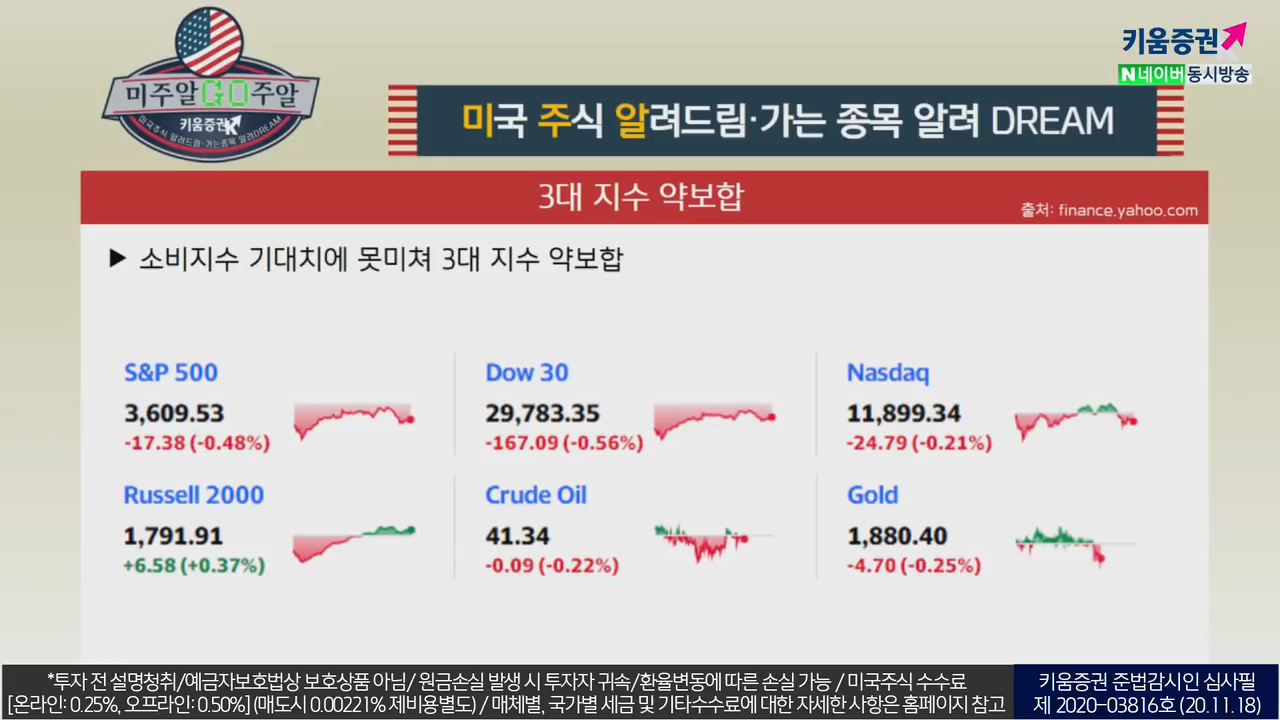 미주알GO주알
키움증권
미국주식 알려드림·가는종목 알려DREAM
키움증권
N 네이버 동시방송
미국 주식 알려드림·가는 종목 알려 DREAM
3대 지수 약보합
출처: finance.yahoo.com
▶ 소비지수 기대치에 못미쳐 3대 지수 약보합
S&P 500
3,609.53
-17.38 (-0.48%)
Dow 30
29,783.35
-167.09 (-0.56%)
Nasdaq
11,899.34
-24.79 (-0.21%)
Russell 2000
1,791.91
+6.58 (+0.37%)
Crude Oil
41.34
-0.09 (-0.22%)
Gold
1,880.40
-4.70 (-0.25%)
*투자 전 설명청취/예금자보호법상 보호상품 아님/ 원금손실 발생 시 투자자 귀속/환율변동에 따른 손실 가능 / 미국주식 수수료
[온라인: 0.25%, 오프라인: 0.50%] (매도시 0.00221% 제비용별도) / 매체별, 국가별 세금 및 기타수수료에 대한 자세한 사항은 홈페이지 참고
키움증권 준법감시인 심사필
제 2020-03816호 (20.11.18)